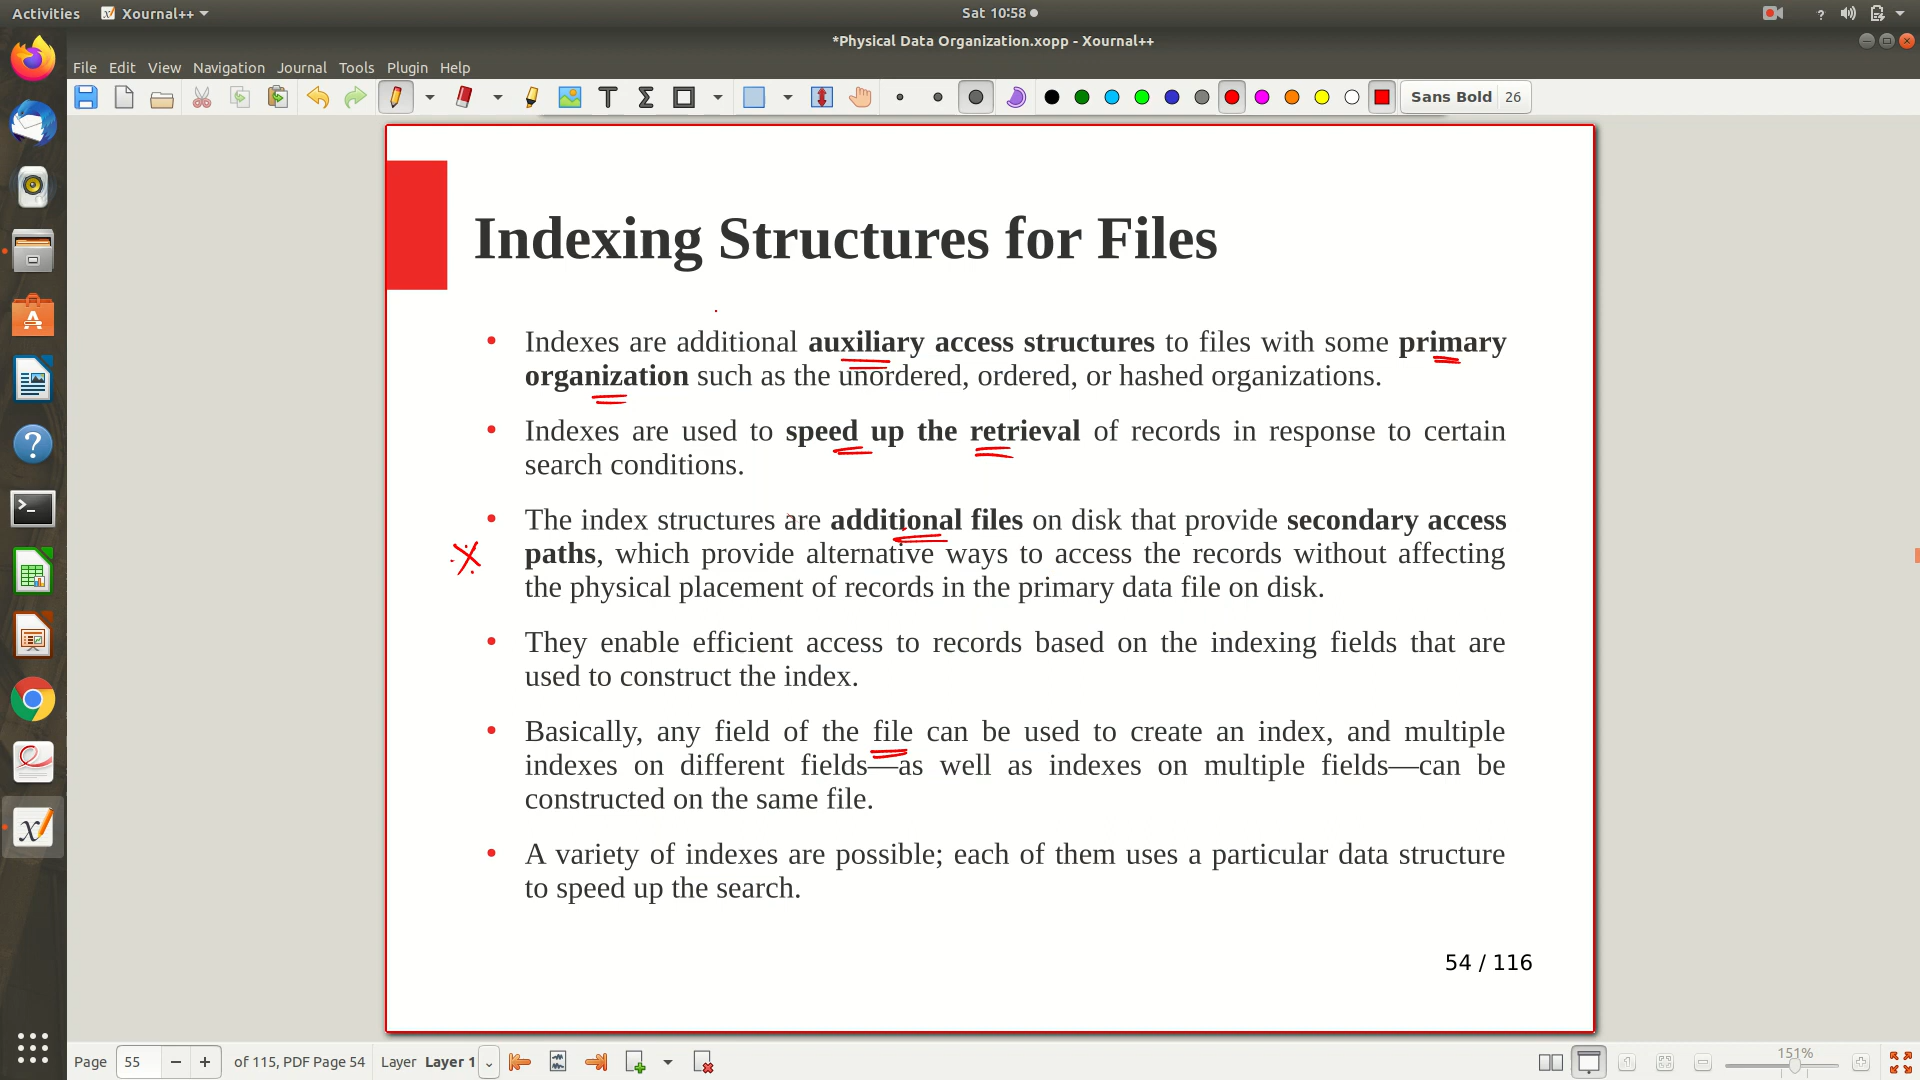 Activities Xournal++ Sat 10:58 ?
*Physical Data Organization.xopp - Xournal++
File Edit View Navigation Journal Tools Plugin Help
Sans Bold 26
Indexing Structures for Files
• Indexes are additional auxiliary access structures to files with some primary
organization such as the unordered, ordered, or hashed organizations.
• Indexes are used to speed up the retrieval of records in response to certain
search conditions.
• The index structures are additional files on disk that provide secondary access
paths, which provide alternative ways to access the records without affecting
the physical placement of records in the primary data file on disk.
• They enable efficient access to records based on the indexing fields that are
used to construct the index.
• Basically, any field of the file can be used to create an index, and multiple
indexes on different fields—as well as indexes on multiple fields—can be
constructed on the same file.
• A variety of indexes are possible; each of them uses a particular data structure
to speed up the search.
54 / 116
Page 55 − + of 115, PDF Page 54 Layer Layer 1 151%